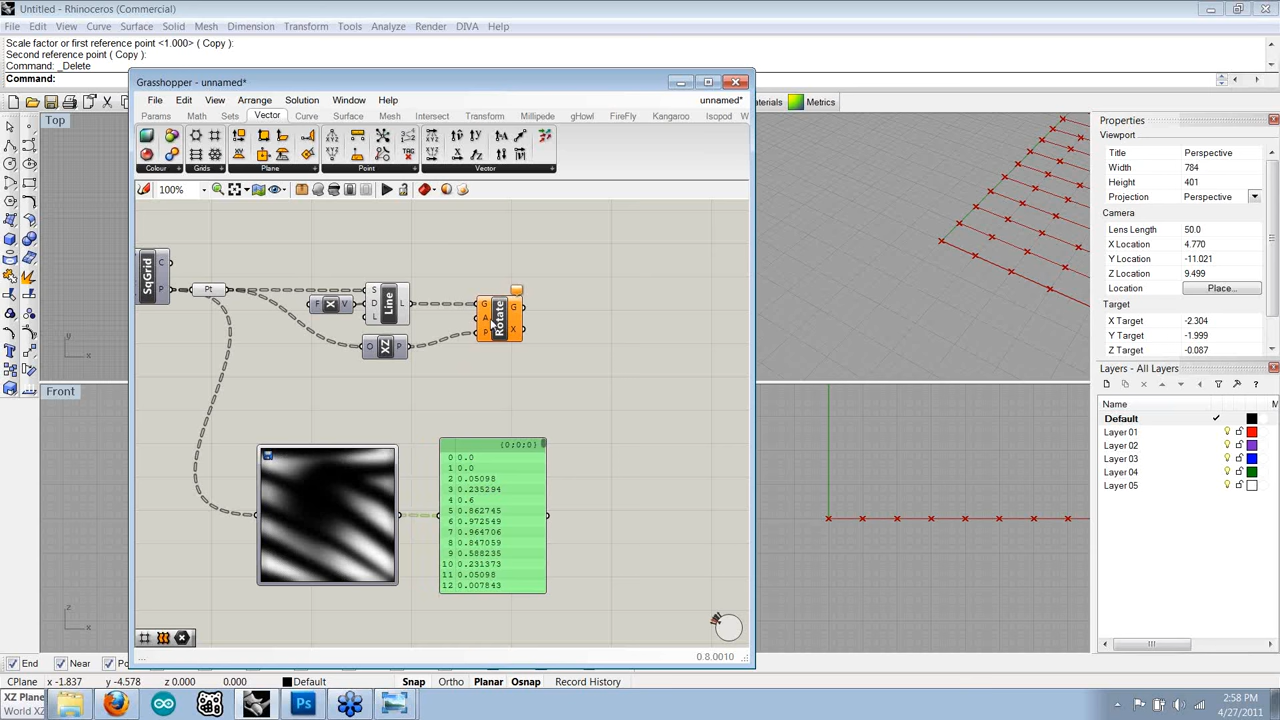 Untitled - Rhinoceros (Commercial)
File Edit View Curve Surface Solid Mesh Dimension Transform Tools Analyze Render DIVA Help
Scale factor or first reference point <1.000> ( Copy ):
Second reference point ( Copy ):
Command: _Delete
Command:
Grasshopper - unnamed*
File Edit View Arrange Solution Window Help unnamed*
Params Math Sets Vector Curve Surface Mesh Intersect Transform Millipede gHowl FireFly Kangaroo Isopod W
aterials Metrics
Colour Grids Plane Point Vector
100%
Top
Front
SqGrid C P
Pt
F X V
S D L Line L
O XZ P
G A P Rotate G X
{0;0;0}
0 0.0
1 0.0
2 0.05098
3 0.235294
4 0.6
5 0.862745
6 0.972549
7 0.964706
8 0.847059
9 0.588235
10 0.231373
11 0.05098
12 0.007843
... 0.8.0010
Properties
Viewport
Title Perspective
Width 784
Height 401
Projection Perspective
Camera
Lens Length 50.0
X Location 4.770
Y Location -11.021
Z Location 9.499
Location Place...
Target
X Target -2.304
Y Target -1.999
Z Target -0.087
Layers - All Layers
Name M
Default
Layer 01
Layer 02
Layer 03
Layer 04
Layer 05
End Near Po
CPlane x -1.837 y -4.578 z 0.000 0.000 Default Snap Ortho Planar Osnap Record History
XZ Plane
World XZ
2:58 PM
4/27/2011